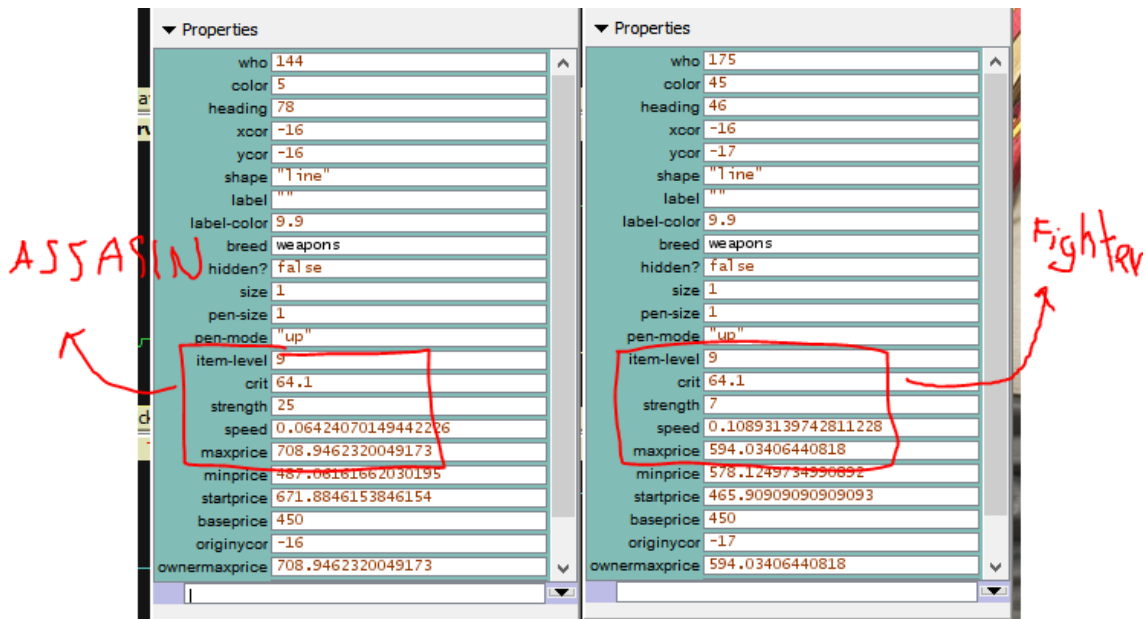 Properties
who 144
color 5
heading 78
xcor -16
ycor -16
shape "line"
label ""
label-color 9.9
breed weapons
hidden? false
size 1
pen-size 1
pen-mode "up"
item-level 9
crit 64.1
strength 25
speed 0.06424070149442226
maxprice 708.9462320049173
minprice 487.06161662030195
startprice 671.8846153846154
baseprice 450
originycor -16
ownermaxprice 708.9462320049173
ASSASIN
Properties
who 175
color 45
heading 46
xcor -16
ycor -17
shape "line"
label ""
label-color 9.9
breed weapons
hidden? false
size 1
pen-size 1
pen-mode "up"
item-level 9
crit 64.1
strength 7
speed 0.10893139742811228
maxprice 594.03406440818
minprice 578.1249734990892
startprice 465.90909090909093
baseprice 450
originycor -17
ownermaxprice 594.03406440818
Fighter